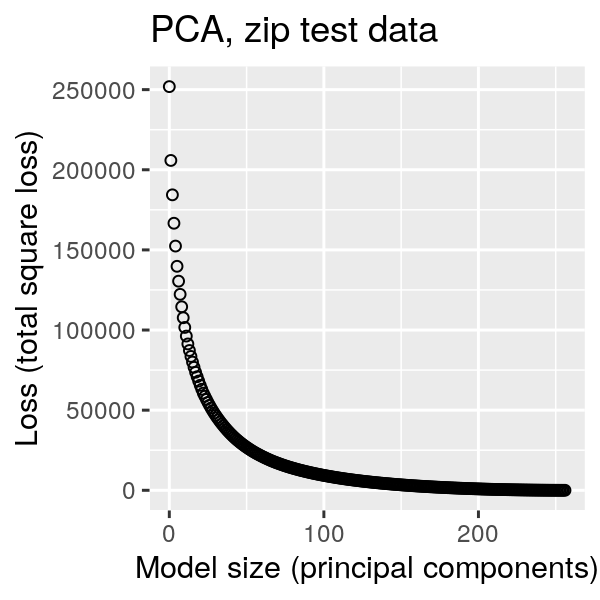 PCA, zip test data
Loss (total square loss)
250000
200000
150000
100000
50000
0
0 100 200
Model size (principal components)